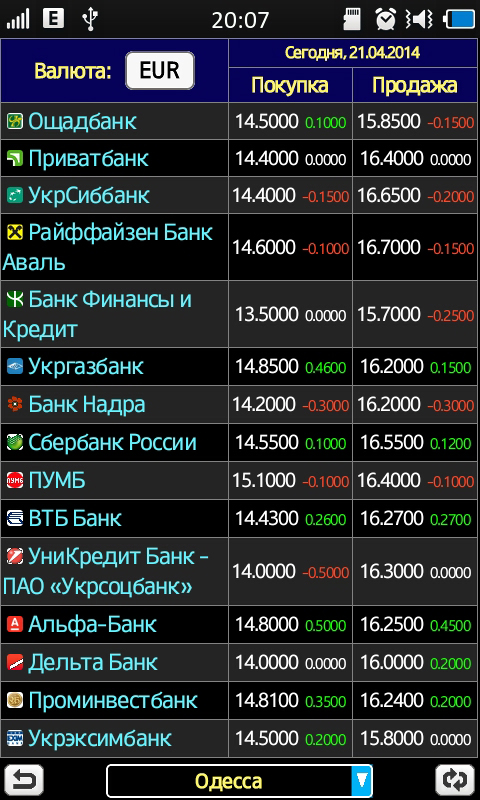 20:07
Валюта: EUR
Сегодня, 21.04.2014
Покупка Продажа
Ощадбанк 14.5000 0.1000 15.8500 -0.1500
Приватбанк 14.4000 0.0000 16.4000 0.0000
УкрСиббанк 14.4000 -0.1500 16.6500 -0.2000
Райффайзен Банк
Аваль 14.6000 -0.1000 16.7000 -0.1500
Банк Финансы и
Кредит 13.5000 0.0000 15.7000 -0.2500
Укргазбанк 14.8500 0.4600 16.2000 0.1500
Банк Надра 14.2000 -0.3000 16.2000 -0.3000
Сбербанк России 14.5500 0.1000 16.5500 0.1200
ПУМБ 15.1000 -0.1000 16.4000 -0.1000
ВТБ Банк 14.4300 0.2600 16.2700 0.2700
УниКредит Банк -
ПАО «Укрсоцбанк» 14.0000 -0.5000 16.3000 0.0000
Альфа-Банк 14.8000 0.5000 16.2500 0.4500
Дельта Банк 14.0000 0.0000 16.0000 0.2000
Проминвестбанк 14.8100 0.3500 16.2400 0.2000
Укрэксимбанк 14.5000 0.2000 15.8000 0.0000
Одесса